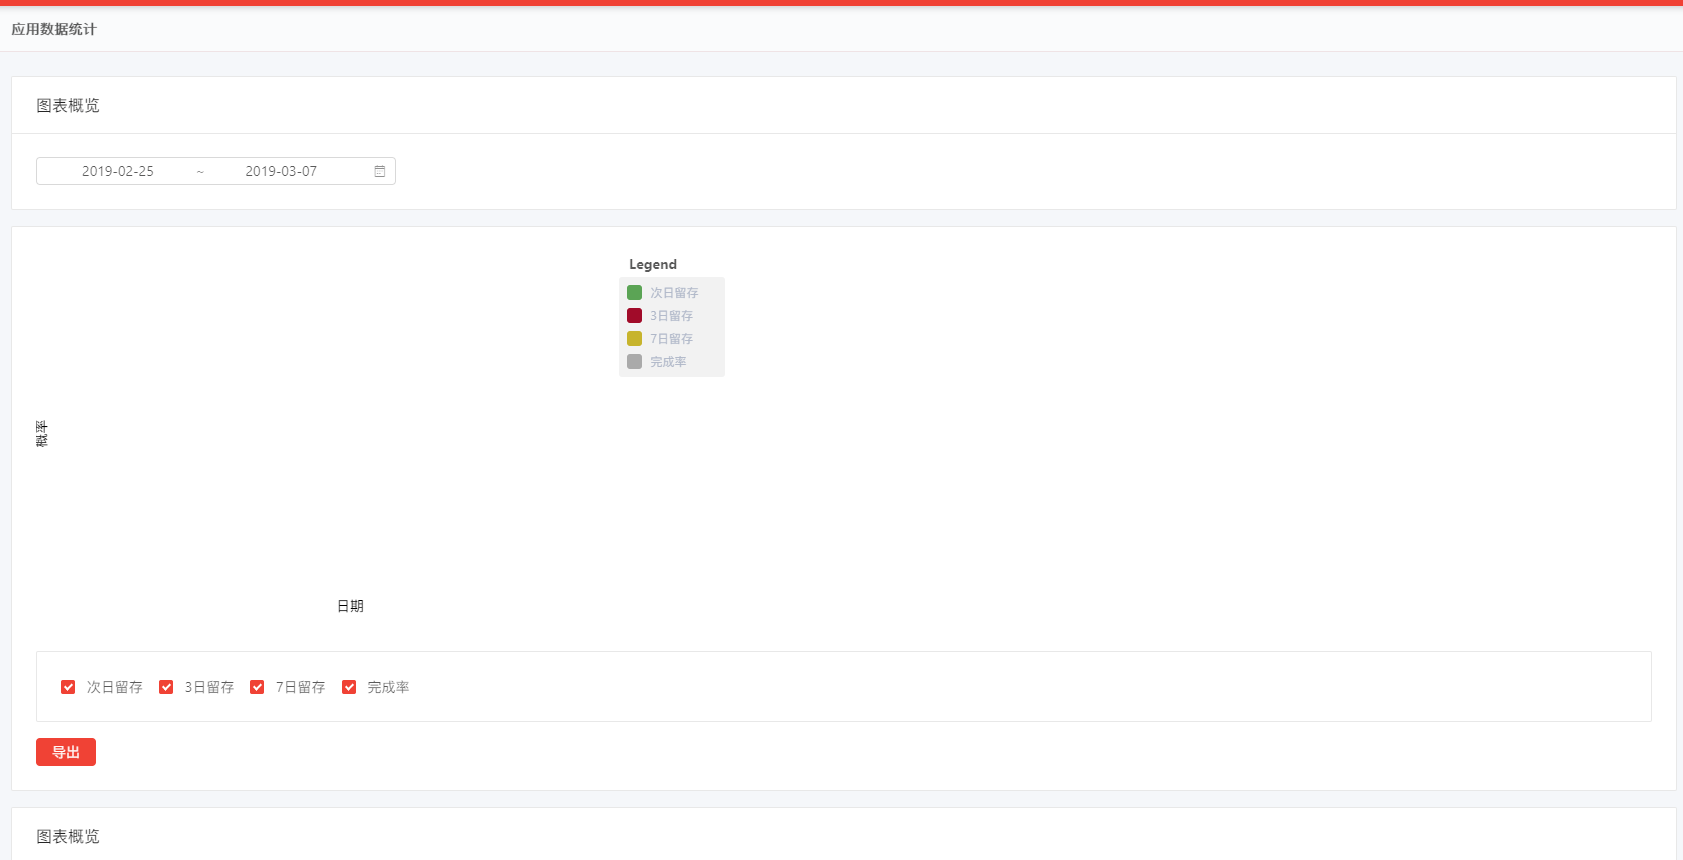 应用数据统计
图表概览
2019-02-25 ~ 2019-03-07
Legend
次日留存
3日留存
7日留存
完成率
概率
日期
次日留存 3日留存 7日留存 完成率
导出
图表概览